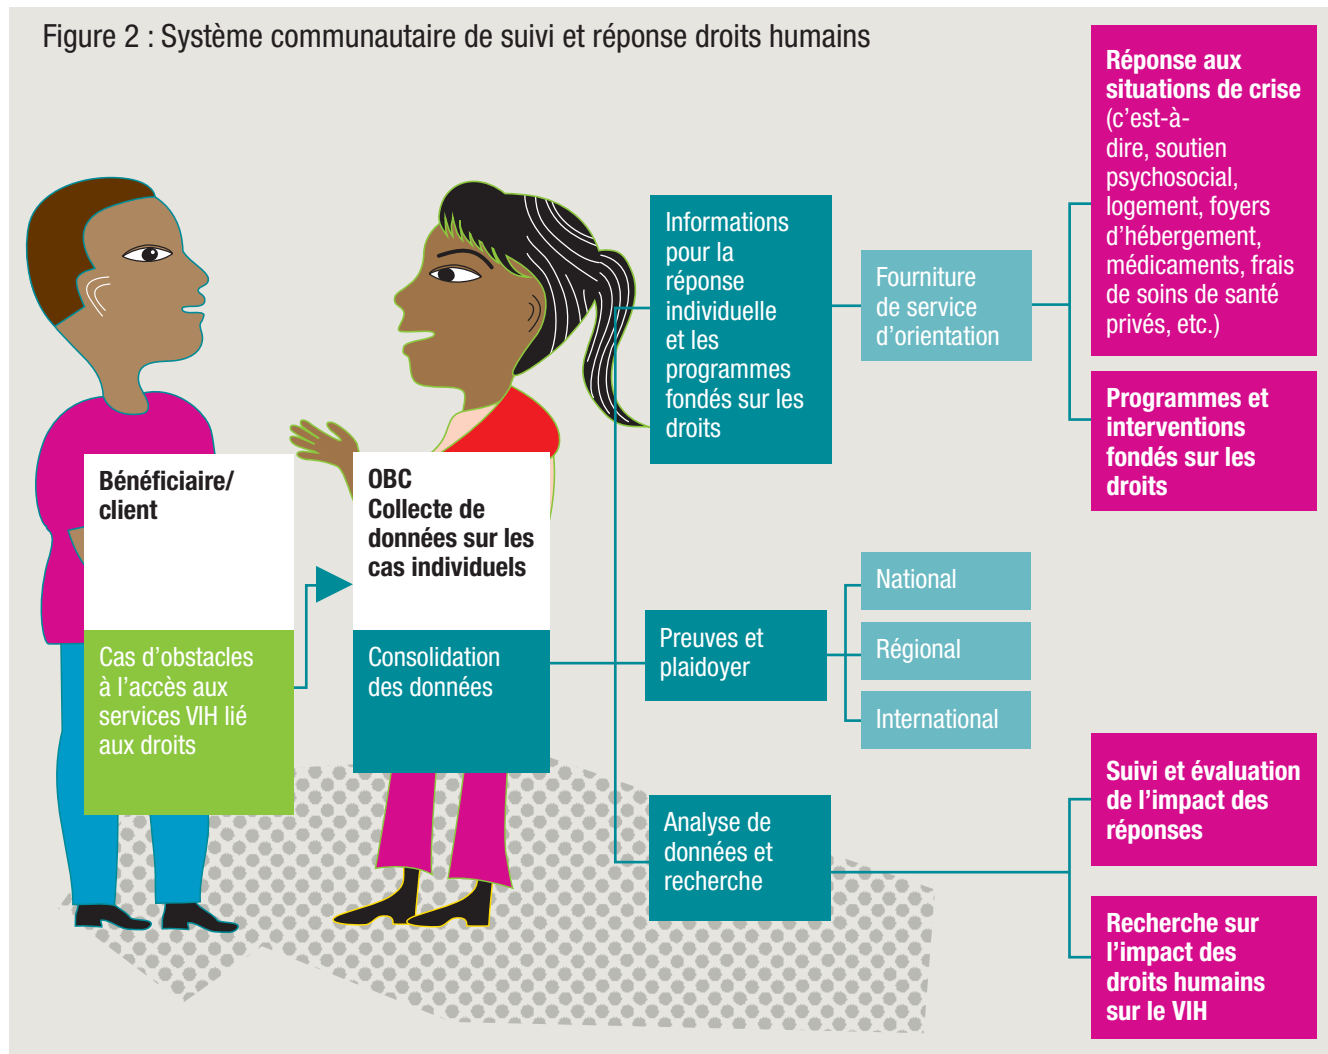 Figure 2 : Système communautaire de suivi et réponse droits humains
Bénéficiaire/
client
Cas d’obstacles
à l’accès aux
services VIH lié
aux droits
OBC
Collecte de
données sur les
cas individuels
Consolidation
des données
Informations
pour la
réponse
individuelle
et les
programmes
fondés sur les
droits
Fourniture
de service
d’orientation
Réponse aux
situations de crise
(c’est-à-
dire, soutien
psychosocial,
logement, foyers
d’hébergement,
médicaments, frais
de soins de santé
privés, etc.)
Programmes et
interventions
fondés sur les
droits
Preuves et
plaidoyer
National
Régional
International
Analyse de
données et
recherche
Suivi et évaluation
de l’impact des
réponses
Recherche sur
l’impact des
droits humains
sur le VIH